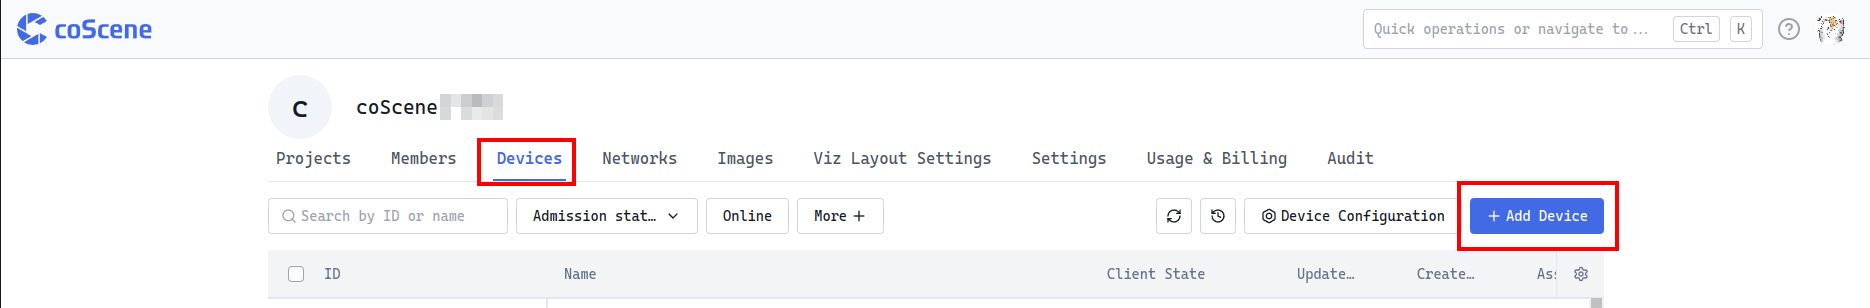 coScene
Quick operations or navigate to... Ctrl K
C
coScene
Projects Members Devices Networks Images Viz Layout Settings Settings Usage & Billing Audit
Search by ID or name Admission stat… Online More + Device Configuration + Add Device
ID Name Client State Update… Create…